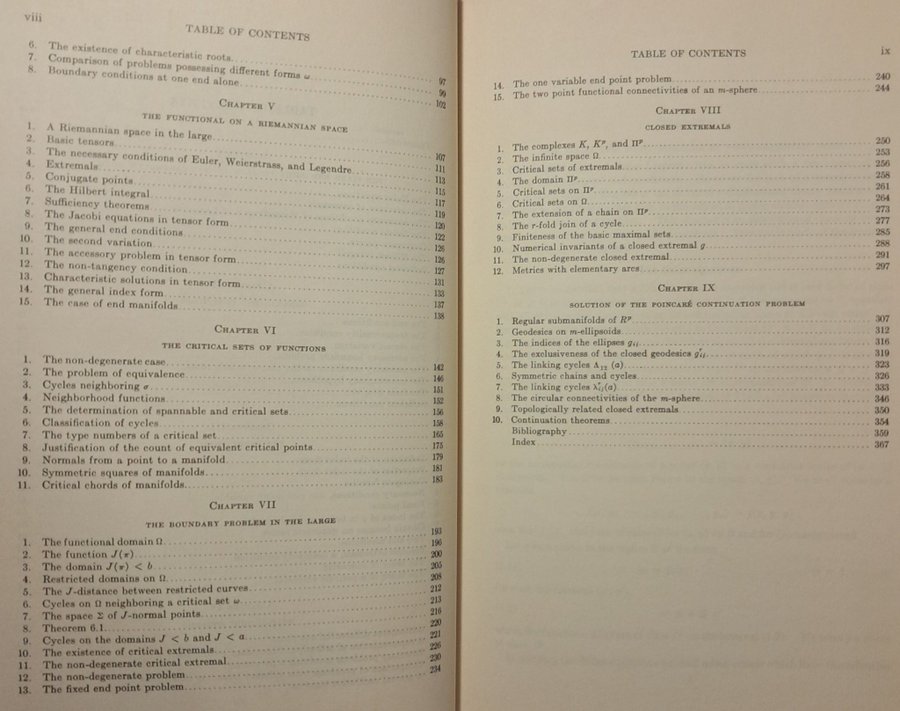 viii
TABLE OF CONTENTS
6. The existence of characteristic roots 97
7. Comparison of problems possessing different forms ω 99
8. Boundary conditions at one end alone 102
CHAPTER V
THE FUNCTIONAL ON A RIEMANNIAN SPACE
1. A Riemannian space in the large 107
2. Basic tensors 111
3. The necessary conditions of Euler, Weierstrass, and Legendre 113
4. Extremals 115
5. Conjugate points 117
6. The Hilbert integral 119
7. Sufficiency theorems 120
8. The Jacobi equations in tensor form 122
9. The general end conditions 126
10. The second variation 126
11. The accessory problem in tensor form 127
12. The non-tangency condition 131
13. Characteristic solutions in tensor form 133
14. The general index form 137
15. The case of end manifolds 138
CHAPTER VI
THE CRITICAL SETS OF FUNCTIONS
1. The non-degenerate case 142
2. The problem of equivalence 146
3. Cycles neighboring σ 151
4. Neighborhood functions 152
5. The determination of spannable and critical sets 156
6. Classification of cycles 158
7. The type numbers of a critical set 165
8. Justification of the count of equivalent critical points 175
9. Normals from a point to a manifold 179
10. Symmetric squares of manifolds 181
11. Critical chords of manifolds 183
CHAPTER VII
THE BOUNDARY PROBLEM IN THE LARGE
1. The functional domain Ω 193
2. The function J(π) 196
3. The domain J(π) < b 200
4. Restricted domains on Ω 205
5. The J-distance between restricted curves 208
6. Cycles on Ω neighboring a critical set ω 212
7. The space Σ of J-normal points 213
8. Theorem 6.1 216
9. Cycles on the domains J < b and J < a 220
10. The existence of critical extremals 221
11. The non-degenerate critical extremal 226
12. The non-degenerate problem 230
13. The fixed end point problem 234
TABLE OF CONTENTS ix
14. The one variable end point problem 240
15. The two point functional connectivities of an m-sphere 244
CHAPTER VIII
CLOSED EXTREMALS
1. The complexes K, Kᵖ, and Πᵖ 250
2. The infinite space Ω 253
3. Critical sets of extremals 256
4. The domain Πᵖ 258
5. Critical sets on Πᵖ 261
6. Critical sets on Ω 264
7. The extension of a chain on Πᵖ 273
8. The r-fold join of a cycle 277
9. Finiteness of the basic maximal sets 285
10. Numerical invariants of a closed extremal g 288
11. The non-degenerate closed extremal 291
12. Metrics with elementary arcs 297
CHAPTER IX
SOLUTION OF THE POINCARÉ CONTINUATION PROBLEM
1. Regular submanifolds of Rᵖ 307
2. Geodesics on m-ellipsoids 312
3. The indices of the ellipses gᵢⱼ 316
4. The exclusiveness of the closed geodesics gʳᵢⱼ 319
5. The linking cycles Λ₁₂ (a) 323
6. Symmetric chains and cycles 326
7. The linking cycles λʳᵢⱼ(a) 333
8. The circular connectivities of the m-sphere 346
9. Topologically related closed extremals 350
10. Continuation theorems 354
Bibliography 359
Index 367